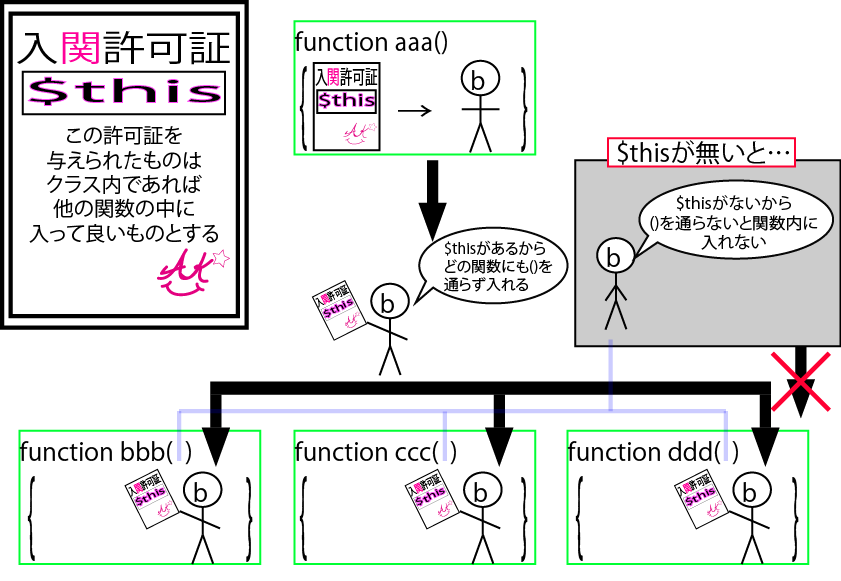 入関許可証
$this
この許可証を
与えられたものは
クラス内であれば
他の関数の中に
入って良いものとする
AK
function aaa()
{
入関許可証
$this
AK
→
b
}
$thisが無いと…
$thisがないから
()を通らないと関数内に
入れない
b
$thisがあるから
どの関数にも()を
通らず入れる
入関許可証
$this
AK
b
function bbb( )
{
入関許可証
$this
AK
b
}
function ccc( )
{
入関許可証
$this
AK
b
}
function ddd( )
{
入関許可証
$this
AK
b
}